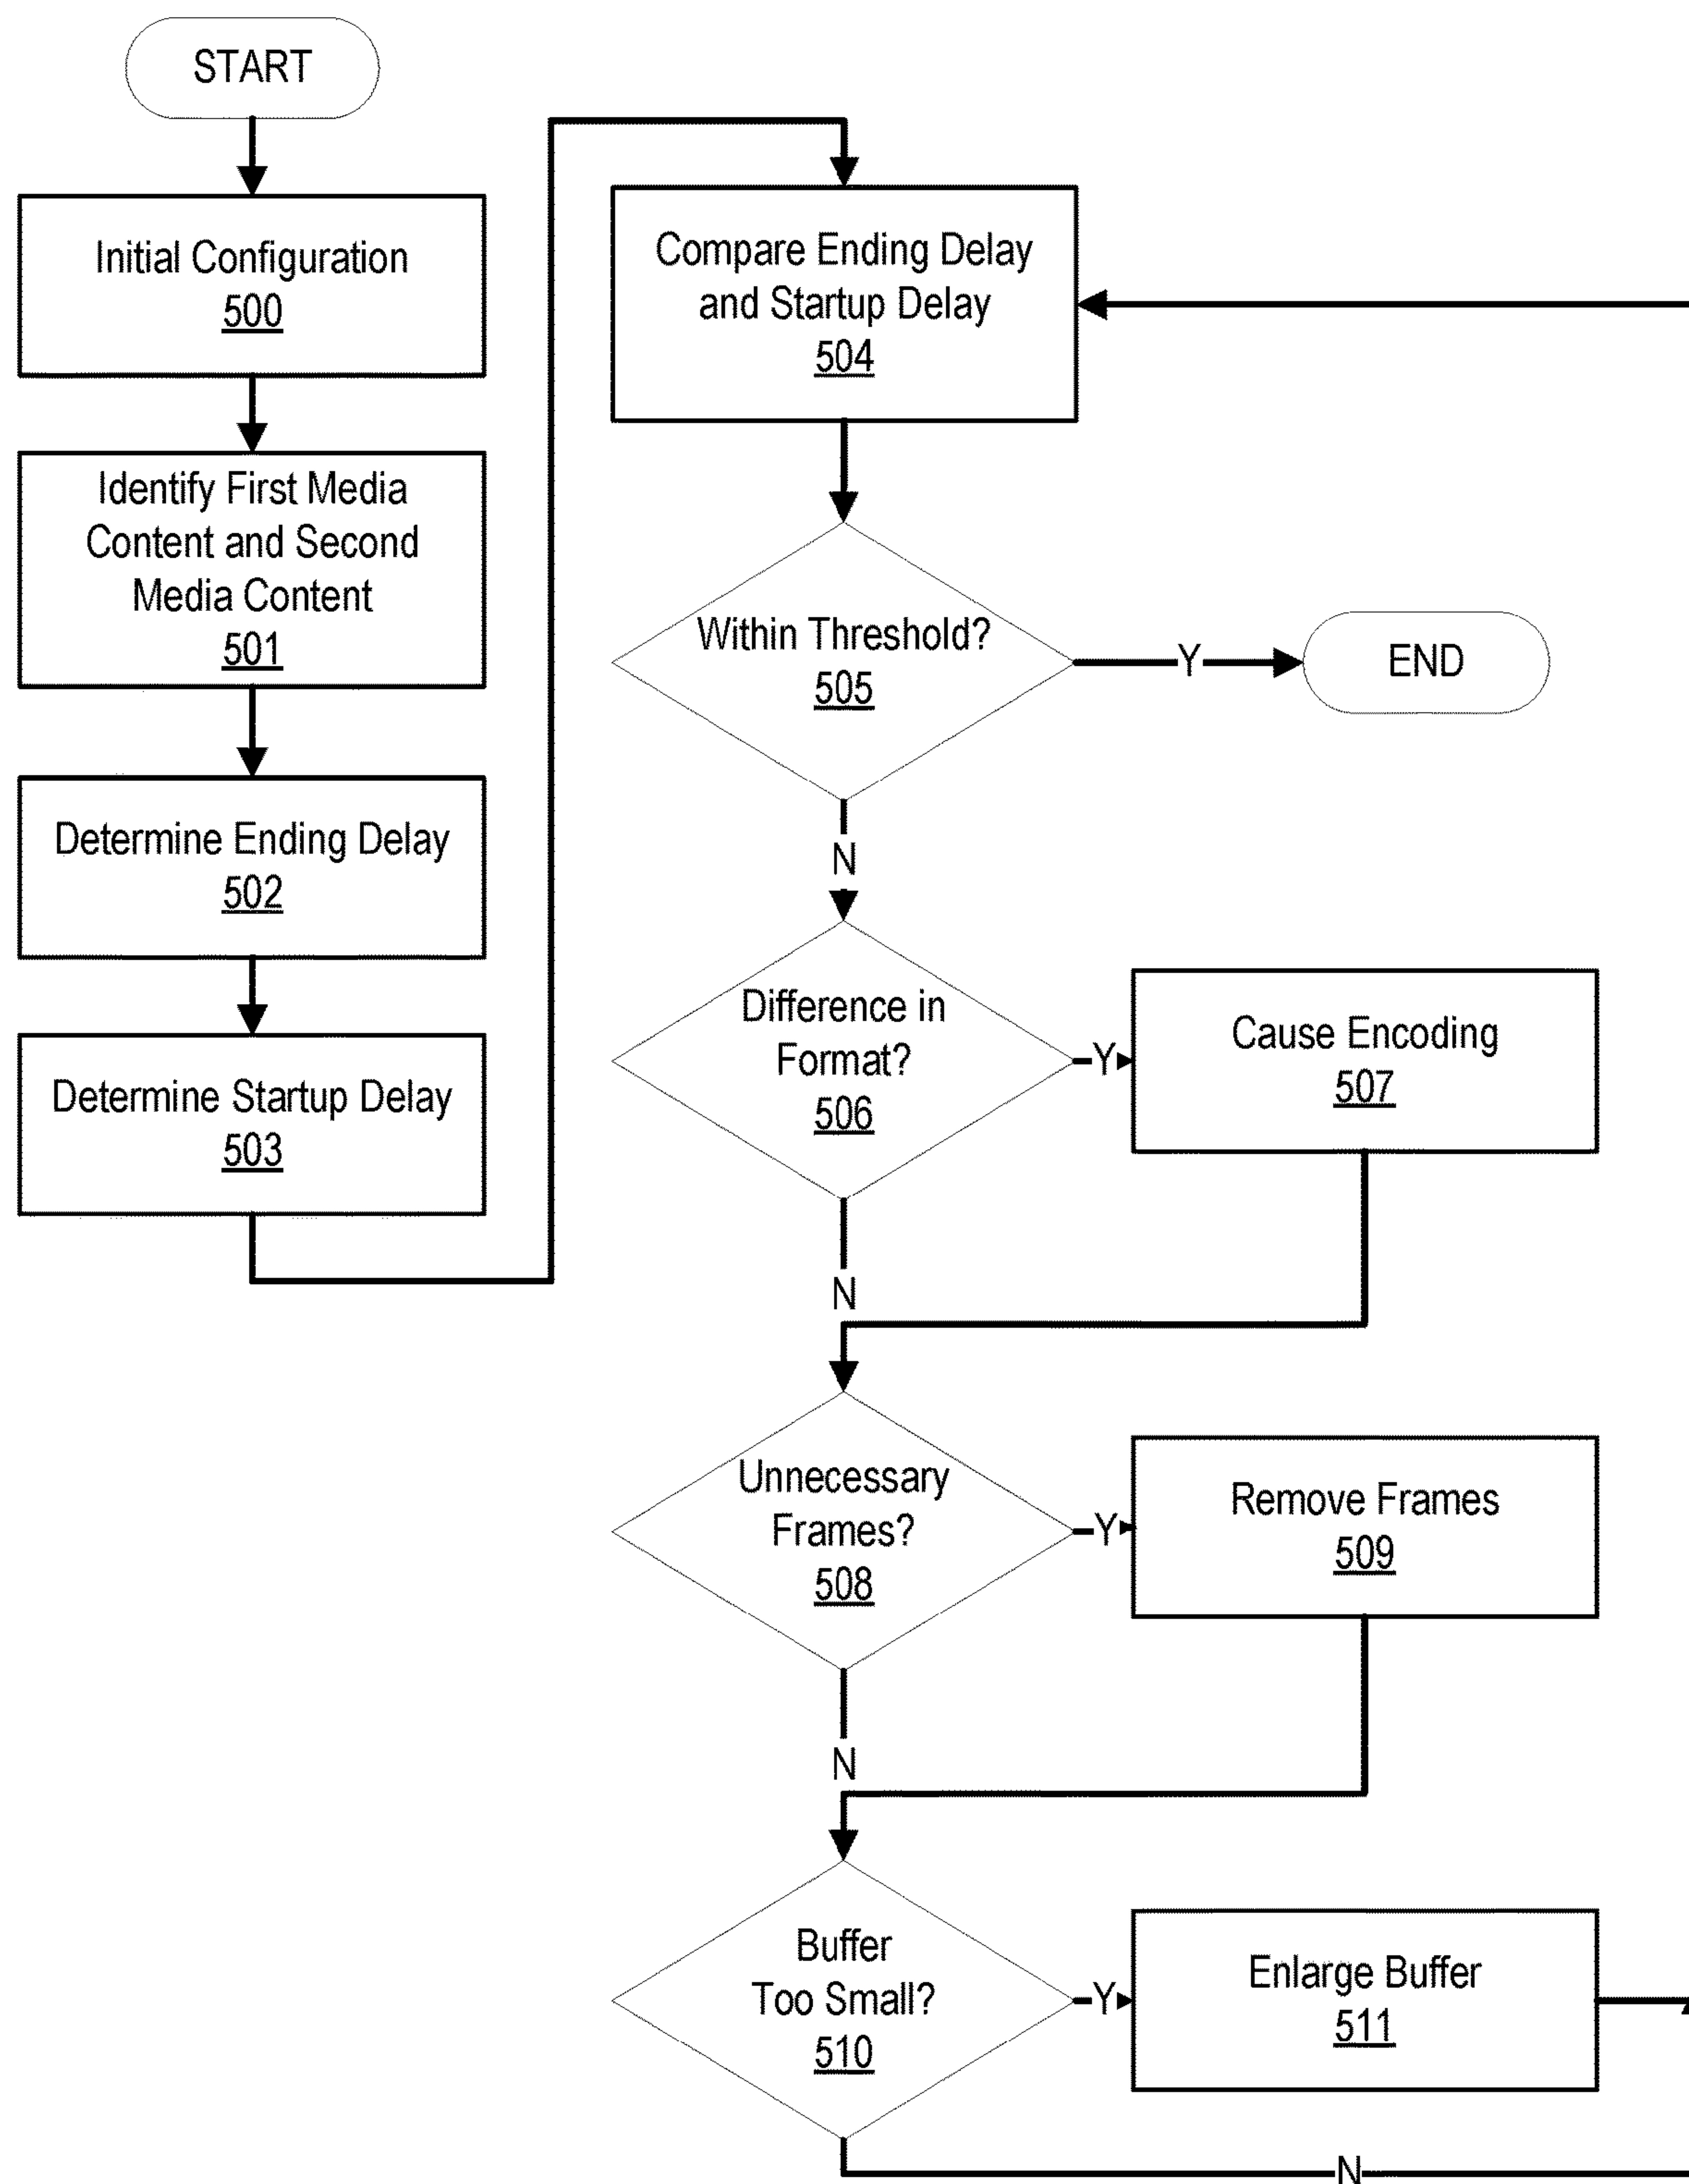 START
Initial Configuration
500
Identify First Media
Content and Second
Media Content
501
Determine Ending Delay
502
Determine Startup Delay
503
Compare Ending Delay
and Startup Delay
504
Within Threshold?
505
Y
END
N
Difference in
Format?
506
Y
Cause Encoding
507
N
Unnecessary
Frames?
508
Y
Remove Frames
509
N
Buffer
Too Small?
510
Y
Enlarge Buffer
511
N